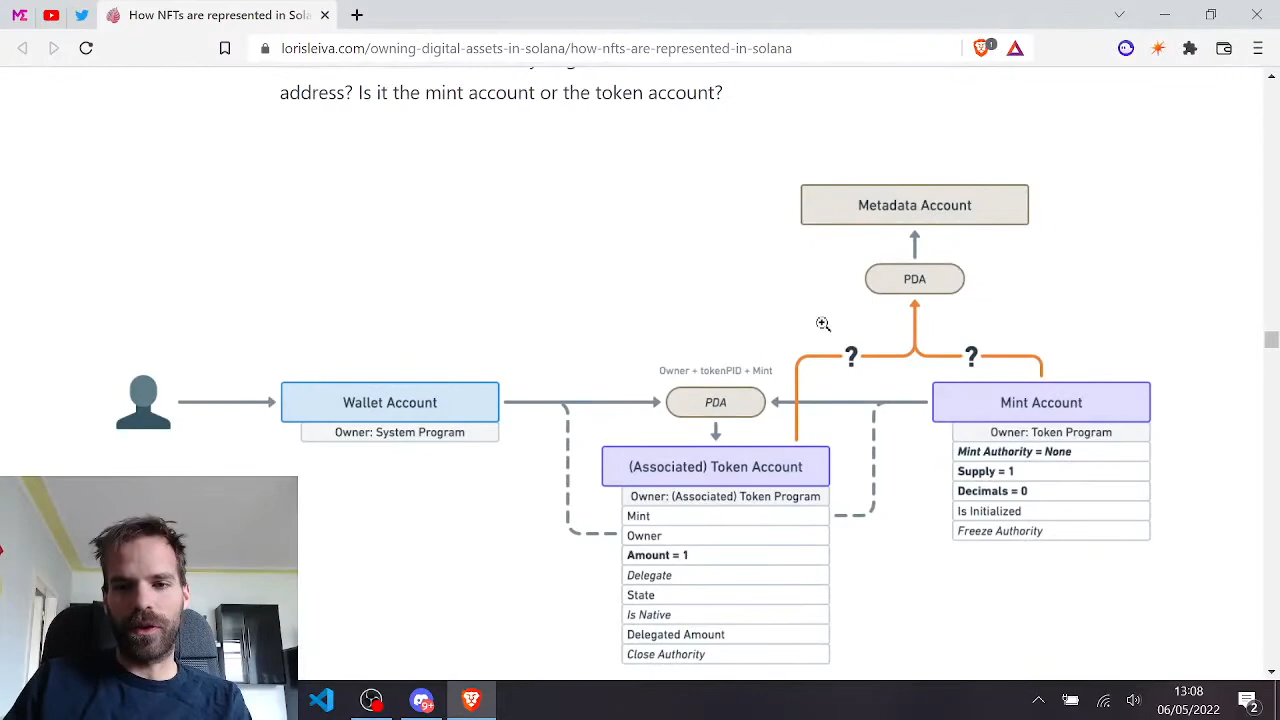 How NFTs are represented in Sola
lorisleiva.com/owning-digital-assets-in-solana/how-nfts-are-represented-in-solana
1
address? Is it the mint account or the token account?
Metadata Account
PDA
? ?
Owner + tokenPID + Mint
Wallet Account
PDA
Mint Account
Owner: System Program
Owner: Token Program
Mint Authority = None
Supply = 1
Decimals = 0
Is Initialized
Freeze Authority
(Associated) Token Account
Owner: (Associated) Token Program
Mint
Owner
Amount = 1
Delegate
State
Is Native
Delegated Amount
Close Authority
9+
13:08
06/05/2022
2